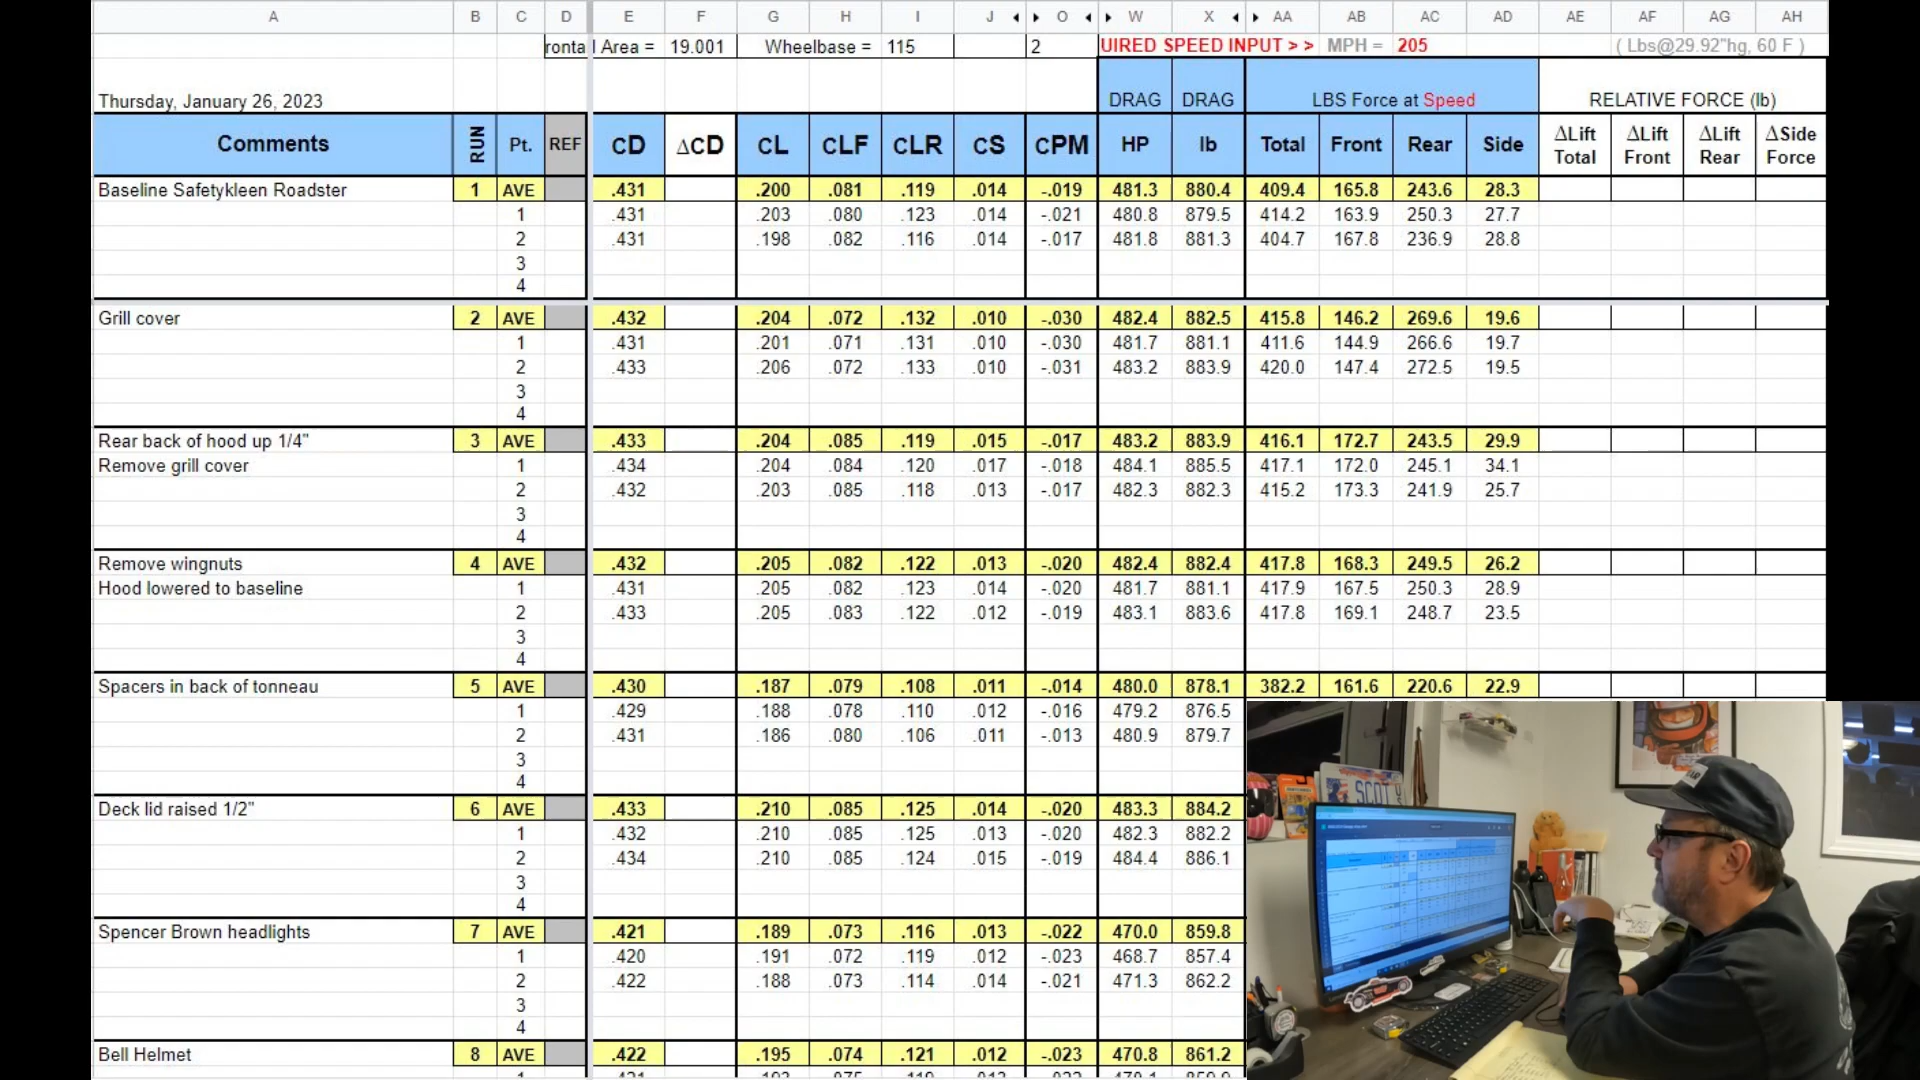 A B C D E F G H I J O W X AA AB AC AD AE AF AG AH
ronta l Area = 19.001 Wheelbase = 115 2 UIRED SPEED INPUT > > MPH = 205 ( Lbs@29.92"hg, 60 F )
Thursday, January 26, 2023 DRAG DRAG LBS Force at Speed RELATIVE FORCE (lb)
Comments RUN Pt. REF CD ΔCD CL CLF CLR CS CPM HP lb Total Front Rear Side ΔLift Total ΔLift Front ΔLift Rear ΔSide Force
Baseline Safetykleen Roadster 1 AVE .431 .200 .081 .119 .014 -.019 481.3 880.4 409.4 165.8 243.6 28.3
1 .431 .203 .080 .123 .014 -.021 480.8 879.5 414.2 163.9 250.3 27.7
2 .431 .198 .082 .116 .014 -.017 481.8 881.3 404.7 167.8 236.9 28.8
3
4
Grill cover 2 AVE .432 .204 .072 .132 .010 -.030 482.4 882.5 415.8 146.2 269.6 19.6
1 .431 .201 .071 .131 .010 -.030 481.7 881.1 411.6 144.9 266.6 19.7
2 .433 .206 .072 .133 .010 -.031 483.2 883.9 420.0 147.4 272.5 19.5
3
4
Rear back of hood up 1/4" 3 AVE .433 .204 .085 .119 .015 -.017 483.2 883.9 416.1 172.7 243.5 29.9
Remove grill cover 1 .434 .204 .084 .120 .017 -.018 484.1 885.5 417.1 172.0 245.1 34.1
2 .432 .203 .085 .118 .013 -.017 482.3 882.3 415.2 173.3 241.9 25.7
3
4
Remove wingnuts 4 AVE .432 .205 .082 .122 .013 -.020 482.4 882.4 417.8 168.3 249.5 26.2
Hood lowered to baseline 1 .431 .205 .082 .123 .014 -.020 481.7 881.1 417.9 167.5 250.3 28.9
2 .433 .205 .083 .122 .012 -.019 483.1 883.6 417.8 169.1 248.7 23.5
3
4
Spacers in back of tonneau 5 AVE .430 .187 .079 .108 .011 -.014 480.0 878.1 382.2 161.6 220.6 22.9
1 .429 .188 .078 .110 .012 -.016 479.2 876.5
2 .431 .186 .080 .106 .011 -.013 480.9 879.7
3
4
Deck lid raised 1/2" 6 AVE .433 .210 .085 .125 .014 -.020 483.3 884.2
1 .432 .210 .085 .125 .013 -.020 482.3 882.2
2 .434 .210 .085 .124 .015 -.019 484.4 886.1
3
4
Spencer Brown headlights 7 AVE .421 .189 .073 .116 .013 -.022 470.0 859.8
1 .420 .191 .072 .119 .012 -.023 468.7 857.4
2 .422 .188 .073 .114 .014 -.021 471.3 862.2
3
4
Bell Helmet 8 AVE .422 .195 .074 .121 .012 -.023 470.8 861.2
SCOT